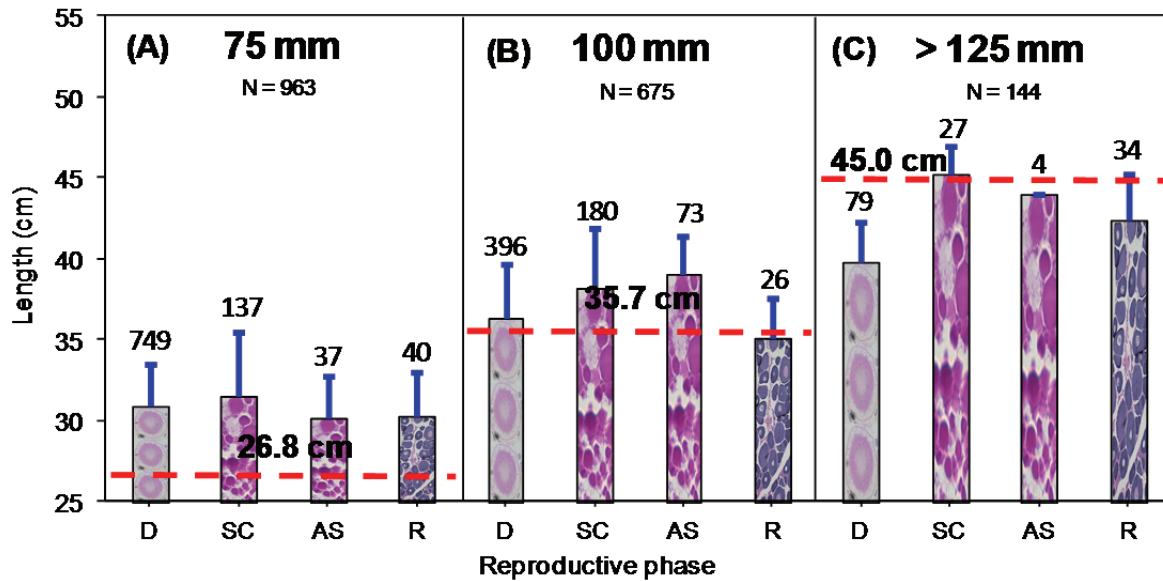 (A) 75 mm
N = 963
(B) 100 mm
N = 675
(C) > 125 mm
N = 144
Length (cm)
55
50
45
40
35
30
25
749
137
37
40
26.8 cm
396
180
73
26
35.7 cm
79
27
4
34
45.0 cm
D SC AS R
D SC AS R
D SC AS R
Reproductive phase